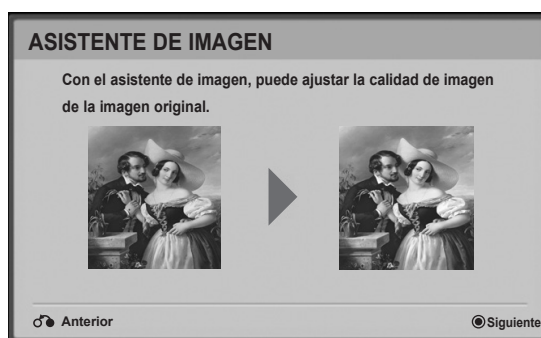 ASISTENTE DE IMAGEN
Con el asistente de imagen, puede ajustar la calidad de imagen
de la imagen original.
Anterior
Siguiente